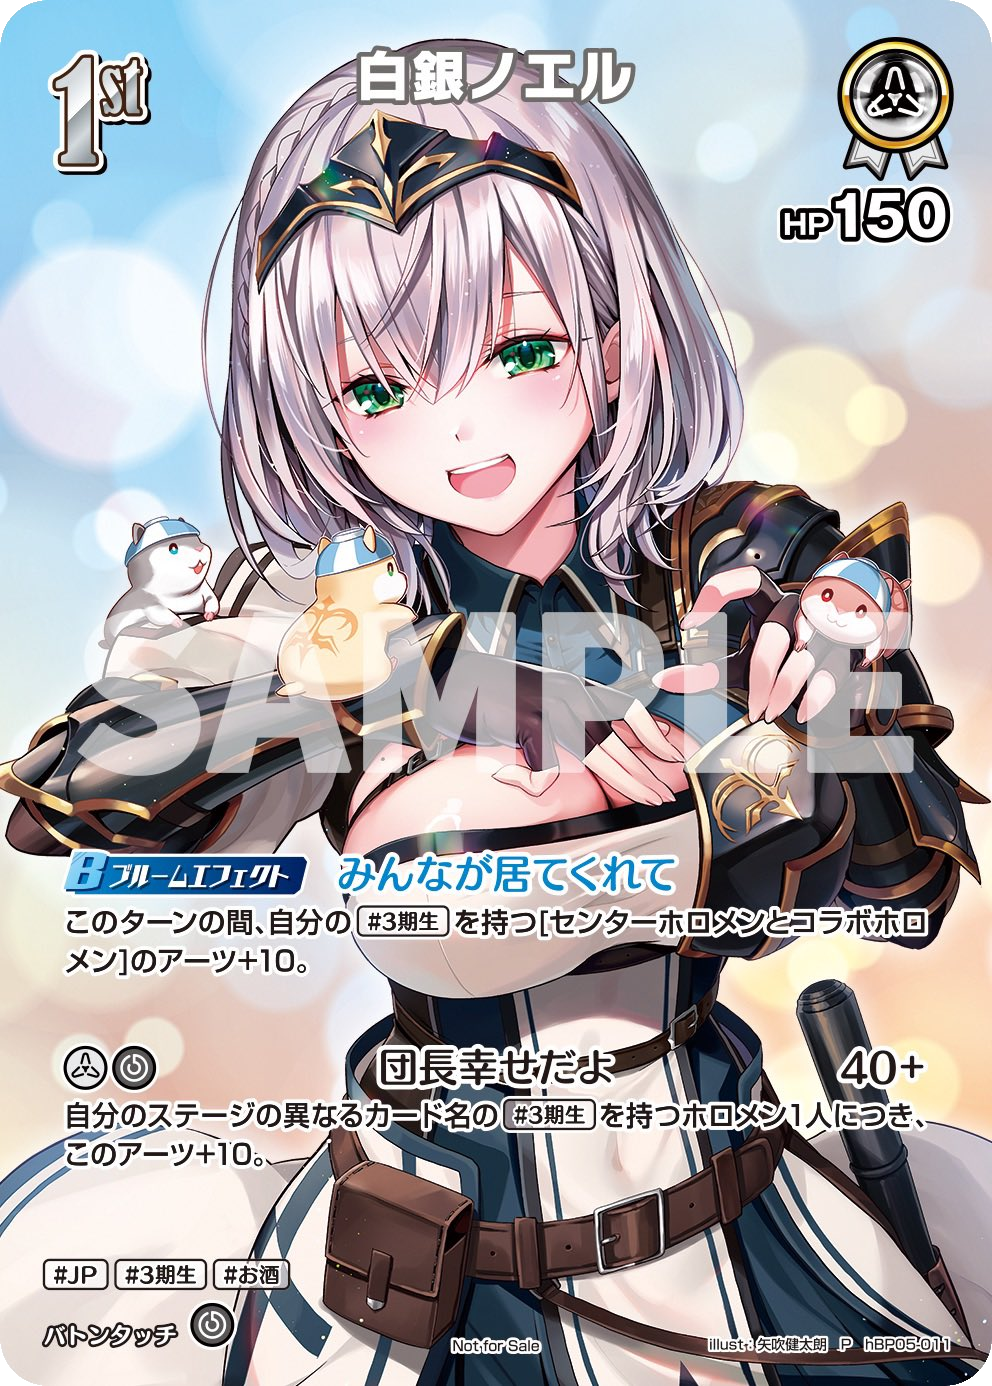 1st
白銀ノエル
HP150
SAMPLE
Bブルームエフェクト みんなが居てくれて
このターンの間、自分の#3期生を持つ[センターホロメンとコラボホロ
メン]のアーツ+10。
団長幸せだよ 40+
自分のステージの異なるカード名の#3期生を持つホロメン1人につき、
このアーツ+10。
#JP #3期生 #お酒
バトンタッチ
Not for Sale
illust:矢吹健太朗 P hBP05-011